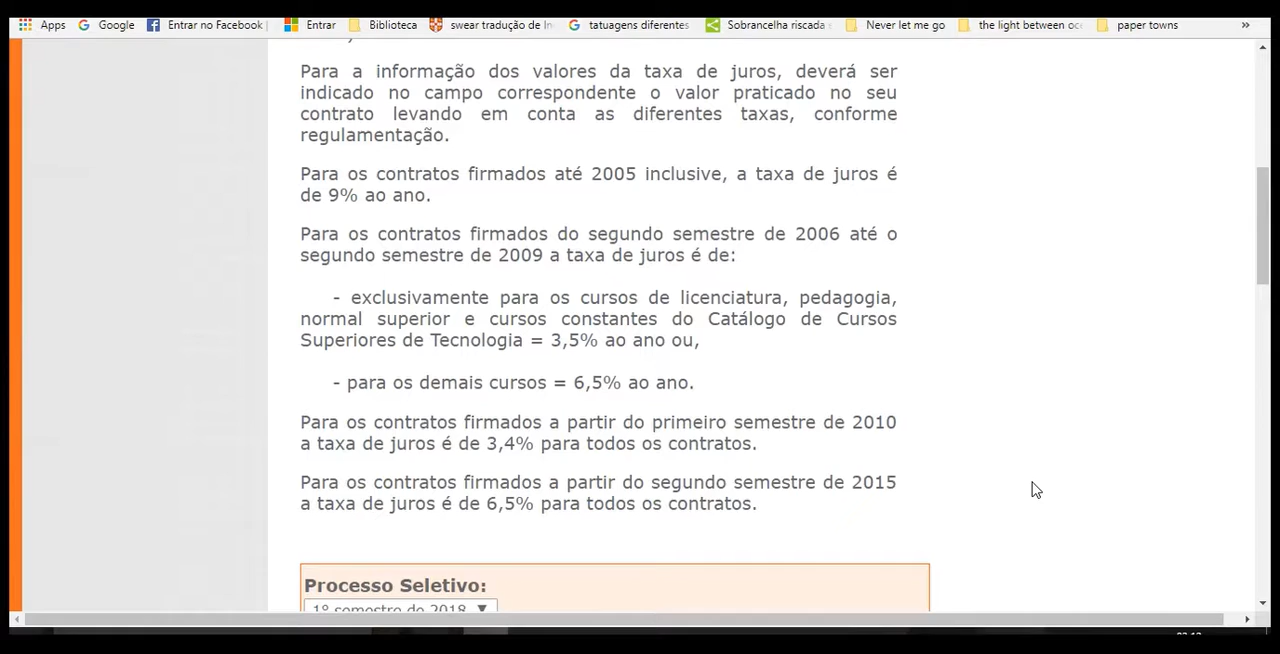 Apps Google Entrar no Facebook Entrar Biblioteca swear tradução de In tatuagens diferentes Sobrancelha riscada Never let me go the light between oce paper towns »
Para a informação dos valores da taxa de juros, deverá ser
indicado no campo correspondente o valor praticado no seu
contrato levando em conta as diferentes taxas, conforme
regulamentação.
Para os contratos firmados até 2005 inclusive, a taxa de juros é
de 9% ao ano.
Para os contratos firmados do segundo semestre de 2006 até o
segundo semestre de 2009 a taxa de juros é de:
- exclusivamente para os cursos de licenciatura, pedagogia,
normal superior e cursos constantes do Catálogo de Cursos
Superiores de Tecnologia = 3,5% ao ano ou,
- para os demais cursos = 6,5% ao ano.
Para os contratos firmados a partir do primeiro semestre de 2010
a taxa de juros é de 3,4% para todos os contratos.
Para os contratos firmados a partir do segundo semestre de 2015
a taxa de juros é de 6,5% para todos os contratos.
Processo Seletivo:
1º semestre de 2018